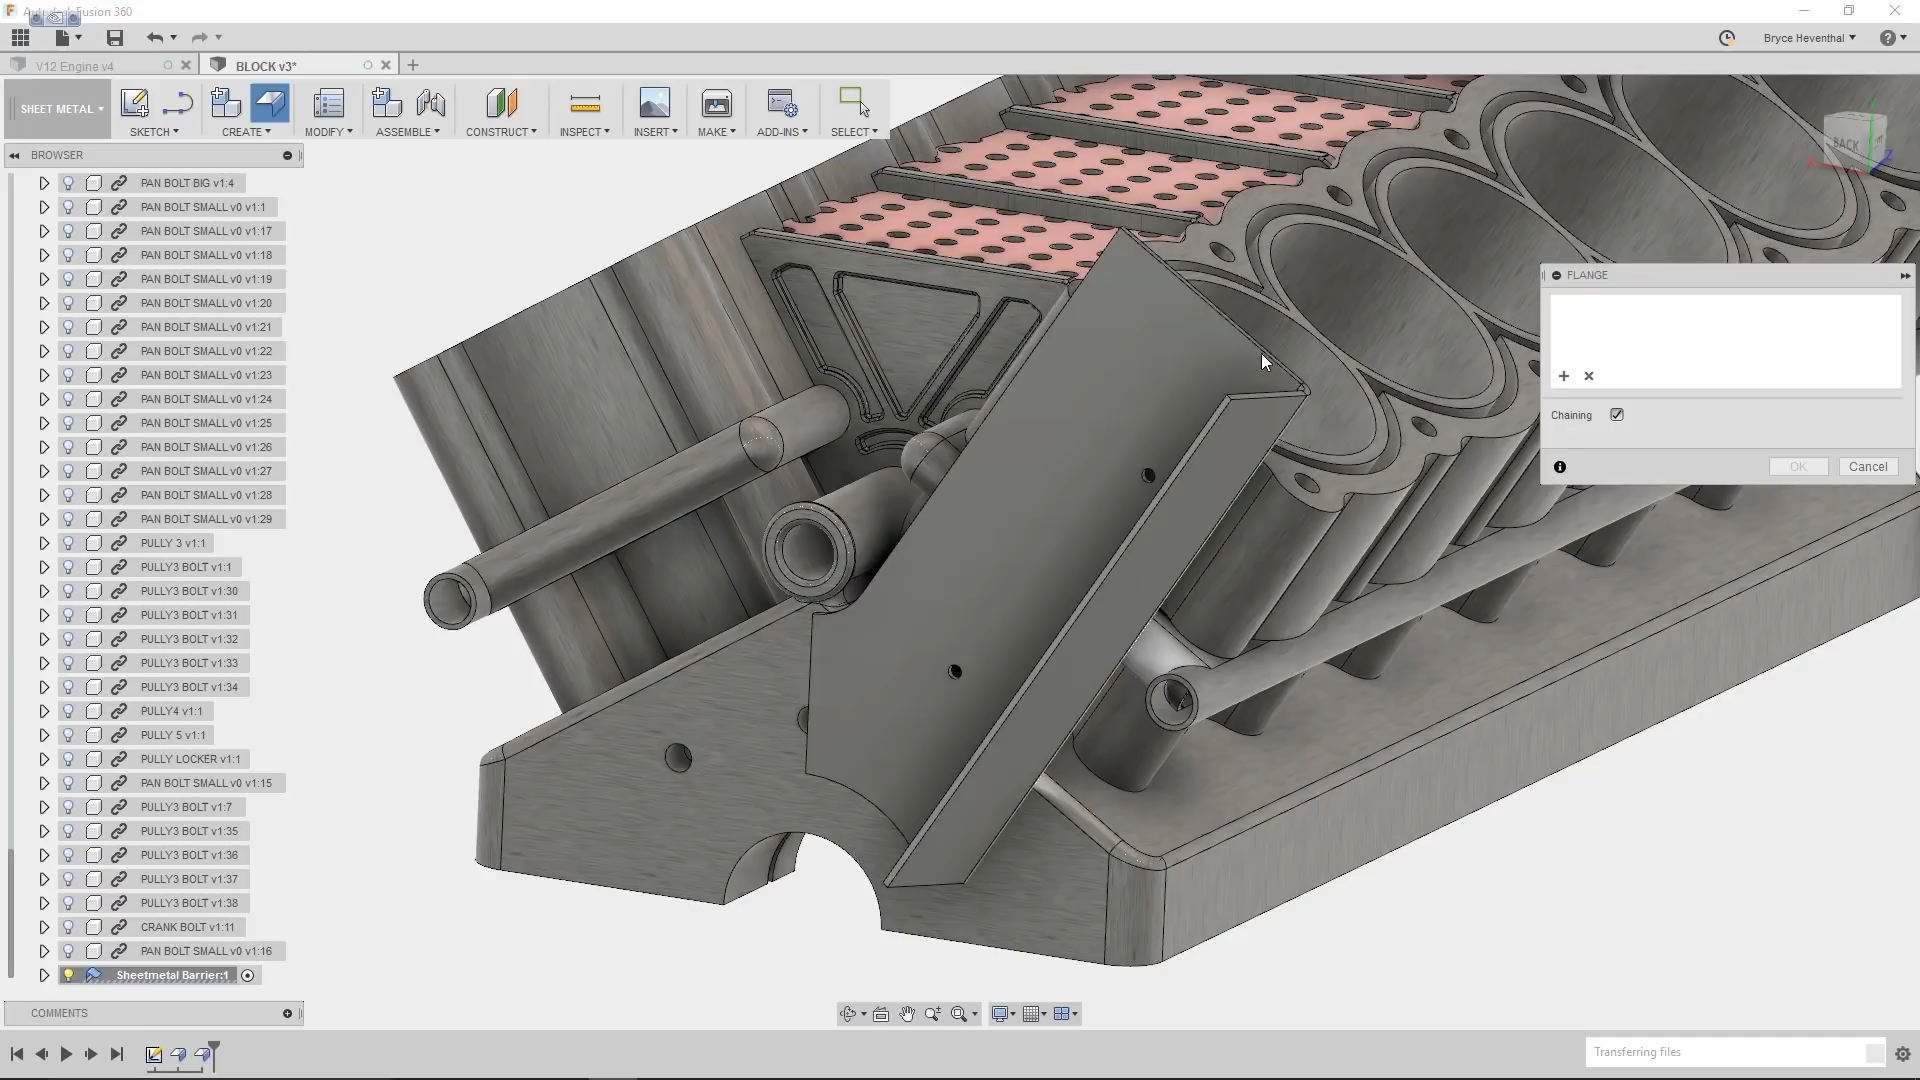 Autodesk Fusion 360
Bryce Heventhal
V12 Engine v4
BLOCK v3*
SHEET METAL
SKETCH
CREATE
MODIFY
ASSEMBLE
CONSTRUCT
INSPECT
INSERT
MAKE
ADD-INS
SELECT
BROWSER
BACK
PAN BOLT BIG v1:4
PAN BOLT SMALL v0 v1:1
PAN BOLT SMALL v0 v1:17
PAN BOLT SMALL v0 v1:18
PAN BOLT SMALL v0 v1:19
PAN BOLT SMALL v0 v1:20
PAN BOLT SMALL v0 v1:21
PAN BOLT SMALL v0 v1:22
PAN BOLT SMALL v0 v1:23
PAN BOLT SMALL v0 v1:24
PAN BOLT SMALL v0 v1:25
PAN BOLT SMALL v0 v1:26
PAN BOLT SMALL v0 v1:27
PAN BOLT SMALL v0 v1:28
PAN BOLT SMALL v0 v1:29
PULLY 3 v1:1
PULLY3 BOLT v1:1
PULLY3 BOLT v1:30
PULLY3 BOLT v1:31
PULLY3 BOLT v1:32
PULLY3 BOLT v1:33
PULLY3 BOLT v1:34
PULLY4 v1:1
PULLY 5 v1:1
PULLY LOCKER v1:1
PAN BOLT SMALL v0 v1:15
PULLY3 BOLT v1:7
PULLY3 BOLT v1:35
PULLY3 BOLT v1:36
PULLY3 BOLT v1:37
PULLY3 BOLT v1:38
CRANK BOLT v1:11
PAN BOLT SMALL v0 v1:16
Sheetmetal Barrier:1
FLANGE
Chaining
OK
Cancel
COMMENTS
Transferring files